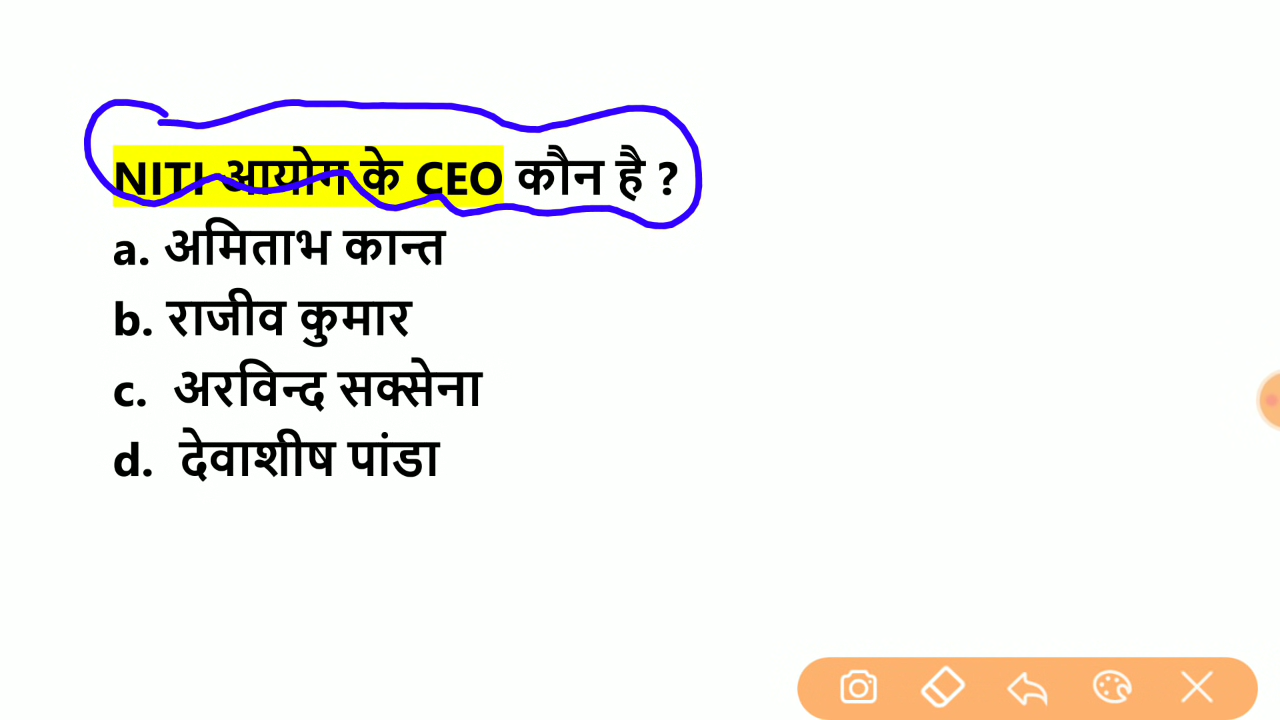 NITI आयोग के CEO कौन है ?
a. अमिताभ कान्त
b. राजीव कुमार
c. अरविन्द सक्सेना
d. देवाशीष पांडा